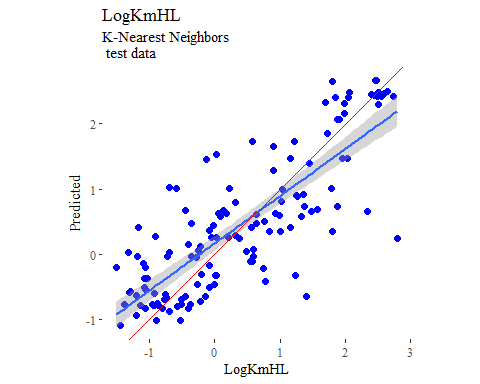 LogKmHL
K-Nearest Neighbors
test data
Predicted
2
1
0
-1
-1
0
1
2
3
LogKmHL